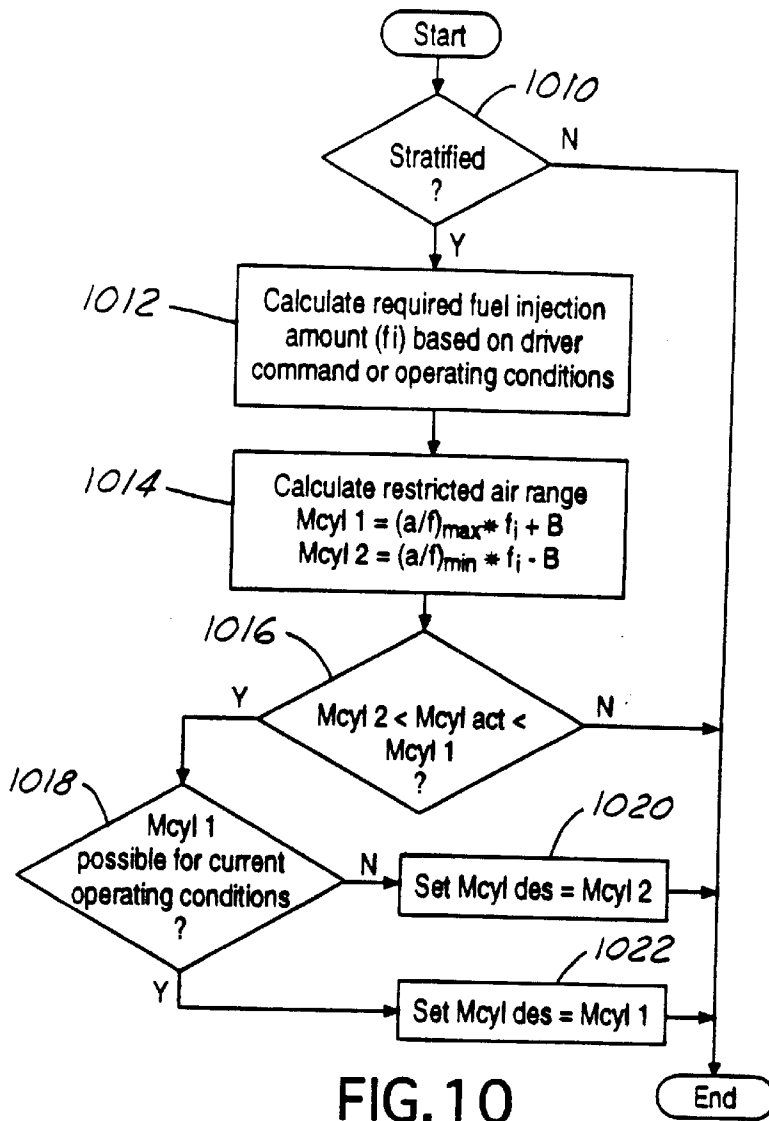 Start
1010
Stratified
?
N
Y
1012
Calculate required fuel injection
amount (fi) based on driver
command or operating conditions
1014
Calculate restricted air range
Mcyl 1 = (a/f)max* fi + B
Mcyl 2 = (a/f)min * fi - B
1016
Y
Mcyl 2 < Mcyl act <
Mcyl 1
?
N
1018
Mcyl 1
possible for current
operating conditions
?
N
1020
Set Mcyl des = Mcyl 2
Y
1022
Set Mcyl des = Mcyl 1
FIG.10
End